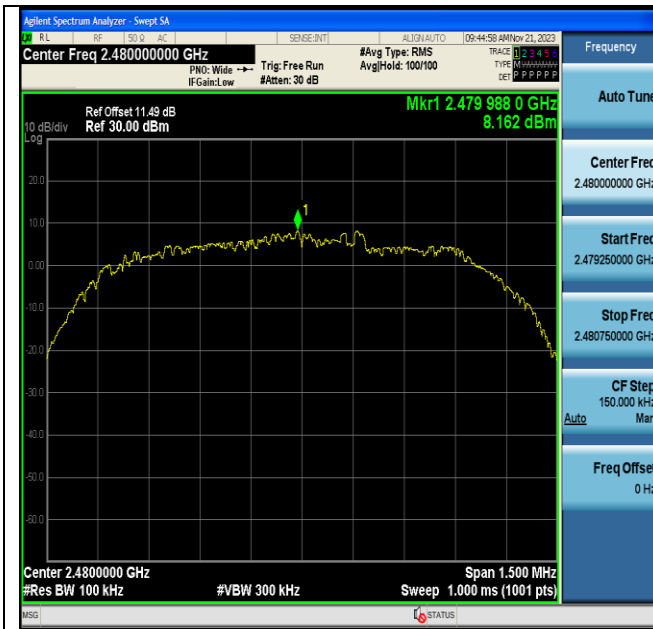 Agilent Spectrum Analyzer - Swept SA
RL RF 50 Ω AC SENSE:INT ALIGN AUTO 09:44:58 AM Nov 21, 2023
Center Freq 2.480000000 GHz
PNO: Wide
IFGain:Low
Trig: Free Run
#Atten: 30 dB
#Avg Type: RMS
Avg|Hold: 100/100
TRACE 1 2 3 4 5 6
TYPE M
DET P P P P P P
Mkr1 2.479 988 0 GHz
8.162 dBm
Ref Offset 11.49 dB
10 dB/div Ref 30.00 dBm
Log
1
20.0
10.0
0.00
-10.0
-20.0
-30.0
-40.0
-50.0
-60.0
Center 2.4800000 GHz Span 1.500 MHz
#Res BW 100 kHz #VBW 300 kHz Sweep 1.000 ms (1001 pts)
MSG STATUS
Frequency
Auto Tune
Center Freq
2.480000000 GHz
Start Freq
2.479250000 GHz
Stop Freq
2.480750000 GHz
CF Step
150.000 kHz
Auto Man
Freq Offset
0 Hz